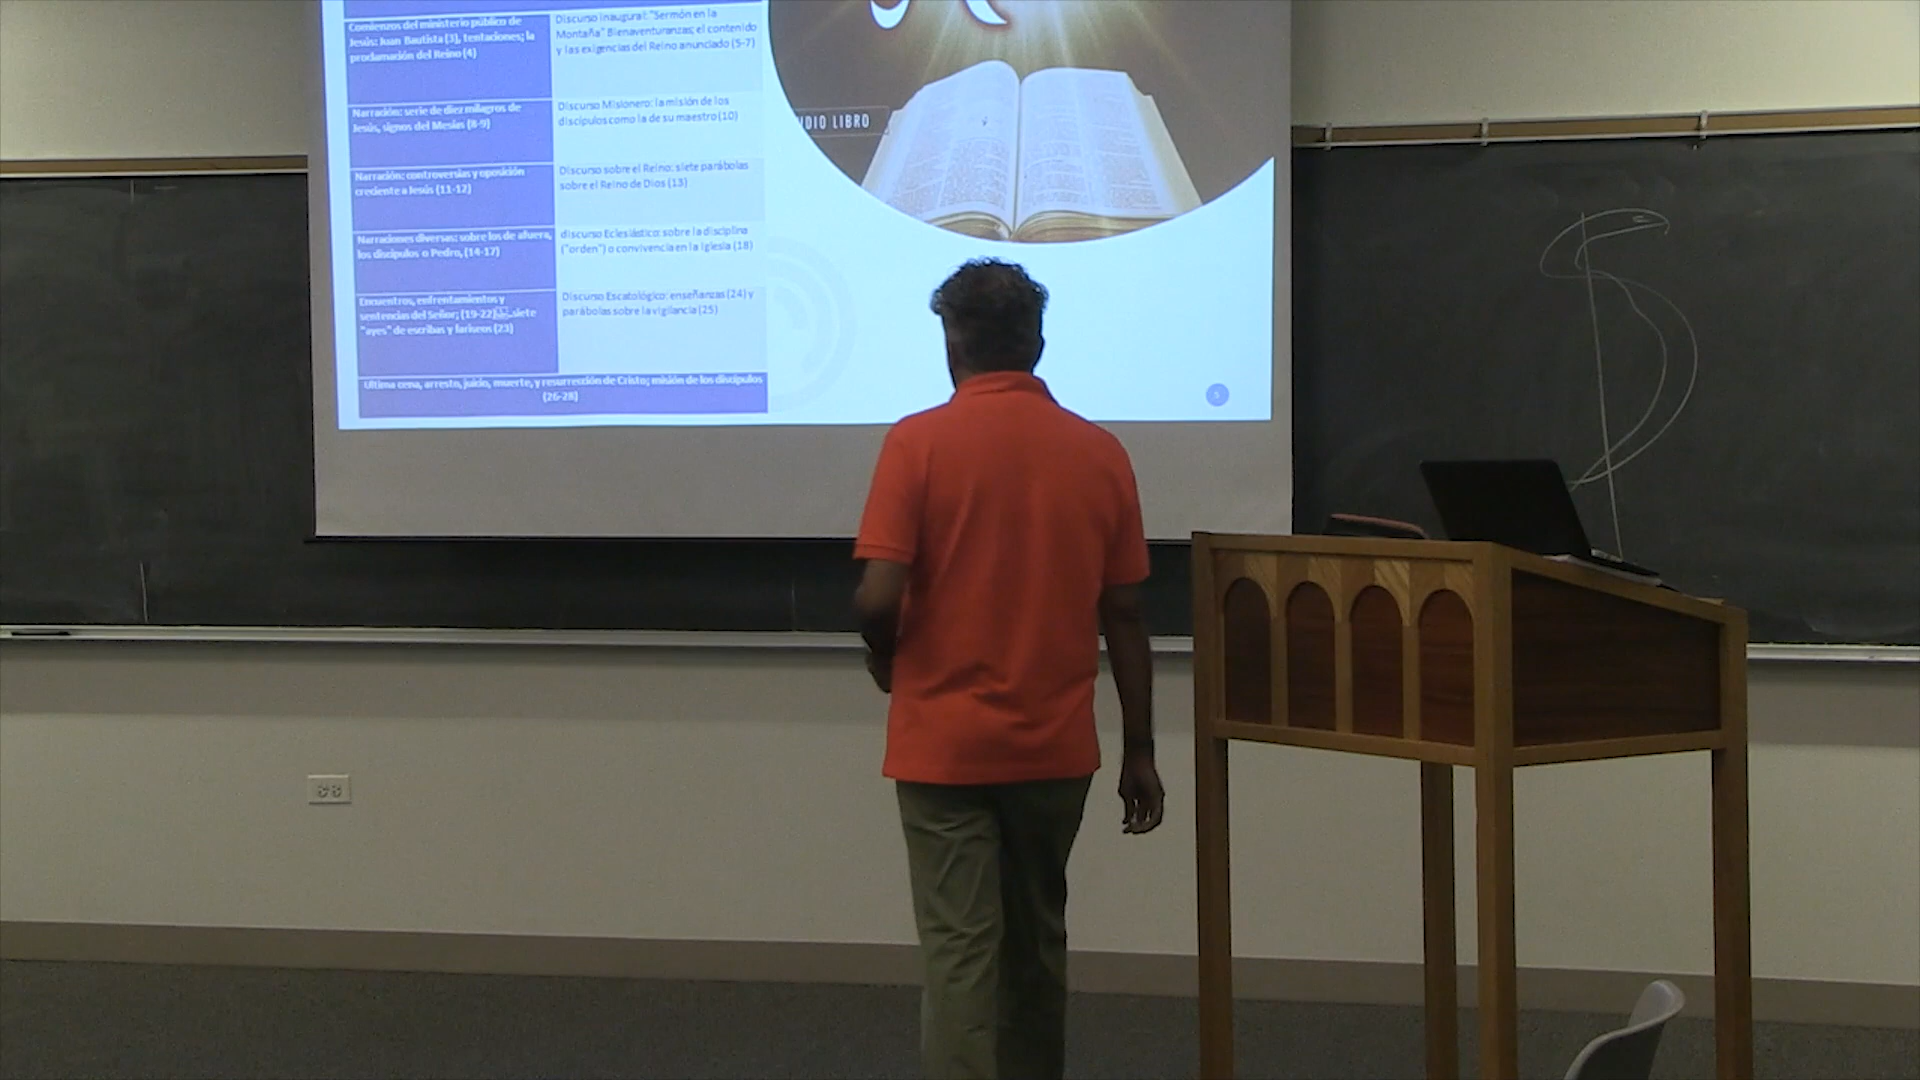 Comienzos del ministerio público de
Jesús: Juan Bautista (3), tentaciones; la
proclamación del Reino (4)
Discurso inaugural: "Sermón en la
Montaña" Bienaventuranzas; el contenido
y las exigencias del Reino anunciado (5-7)
Narración: serie de diez milagros de
Jesús, signos del Mesías (8-9)
Discurso Misionero: la misión de los
discípulos como la de su maestro (10)
Narración: controversias y oposición
creciente a Jesús (11-12)
Discurso sobre el Reino: siete parábolas
sobre el Reino de Dios (13)
Narraciones diversas: sobre los de afuera,
los discípulos o Pedro, (14-17)
discurso Eclesiástico: sobre la disciplina
("orden") o convivencia en la Iglesia (18)
Encuentros, enfrentamientos y
sentencias del Señor; (19-22) siete
"ayes" de escribas y fariseos (23)
Discurso Escatológico: enseñanzas (24) y
parábolas sobre la vigilancia (25)
Ultima cena, arresto, juicio, muerte, y resurrección de Cristo; misión de los discípulos
(26-28)
UDIO LIBRO
5